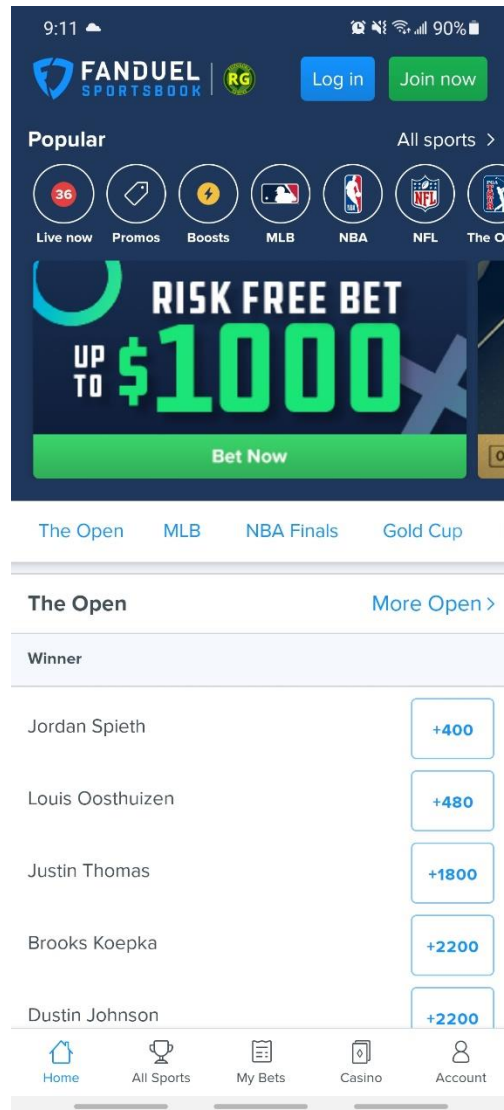 9:11 90%
FANDUEL
SPORTSBOOK
RG
Log in Join now
Popular All sports >
36
Live now Promos Boosts MLB NBA NFL The O
NFL
RISK FREE BET
UP
TO $1000
Bet Now
The Open MLB NBA Finals Gold Cup
The Open More Open >
Winner
Jordan Spieth +400
Louis Oosthuizen +480
Justin Thomas +1800
Brooks Koepka +2200
Dustin Johnson +2200
Home All Sports My Bets Casino Account